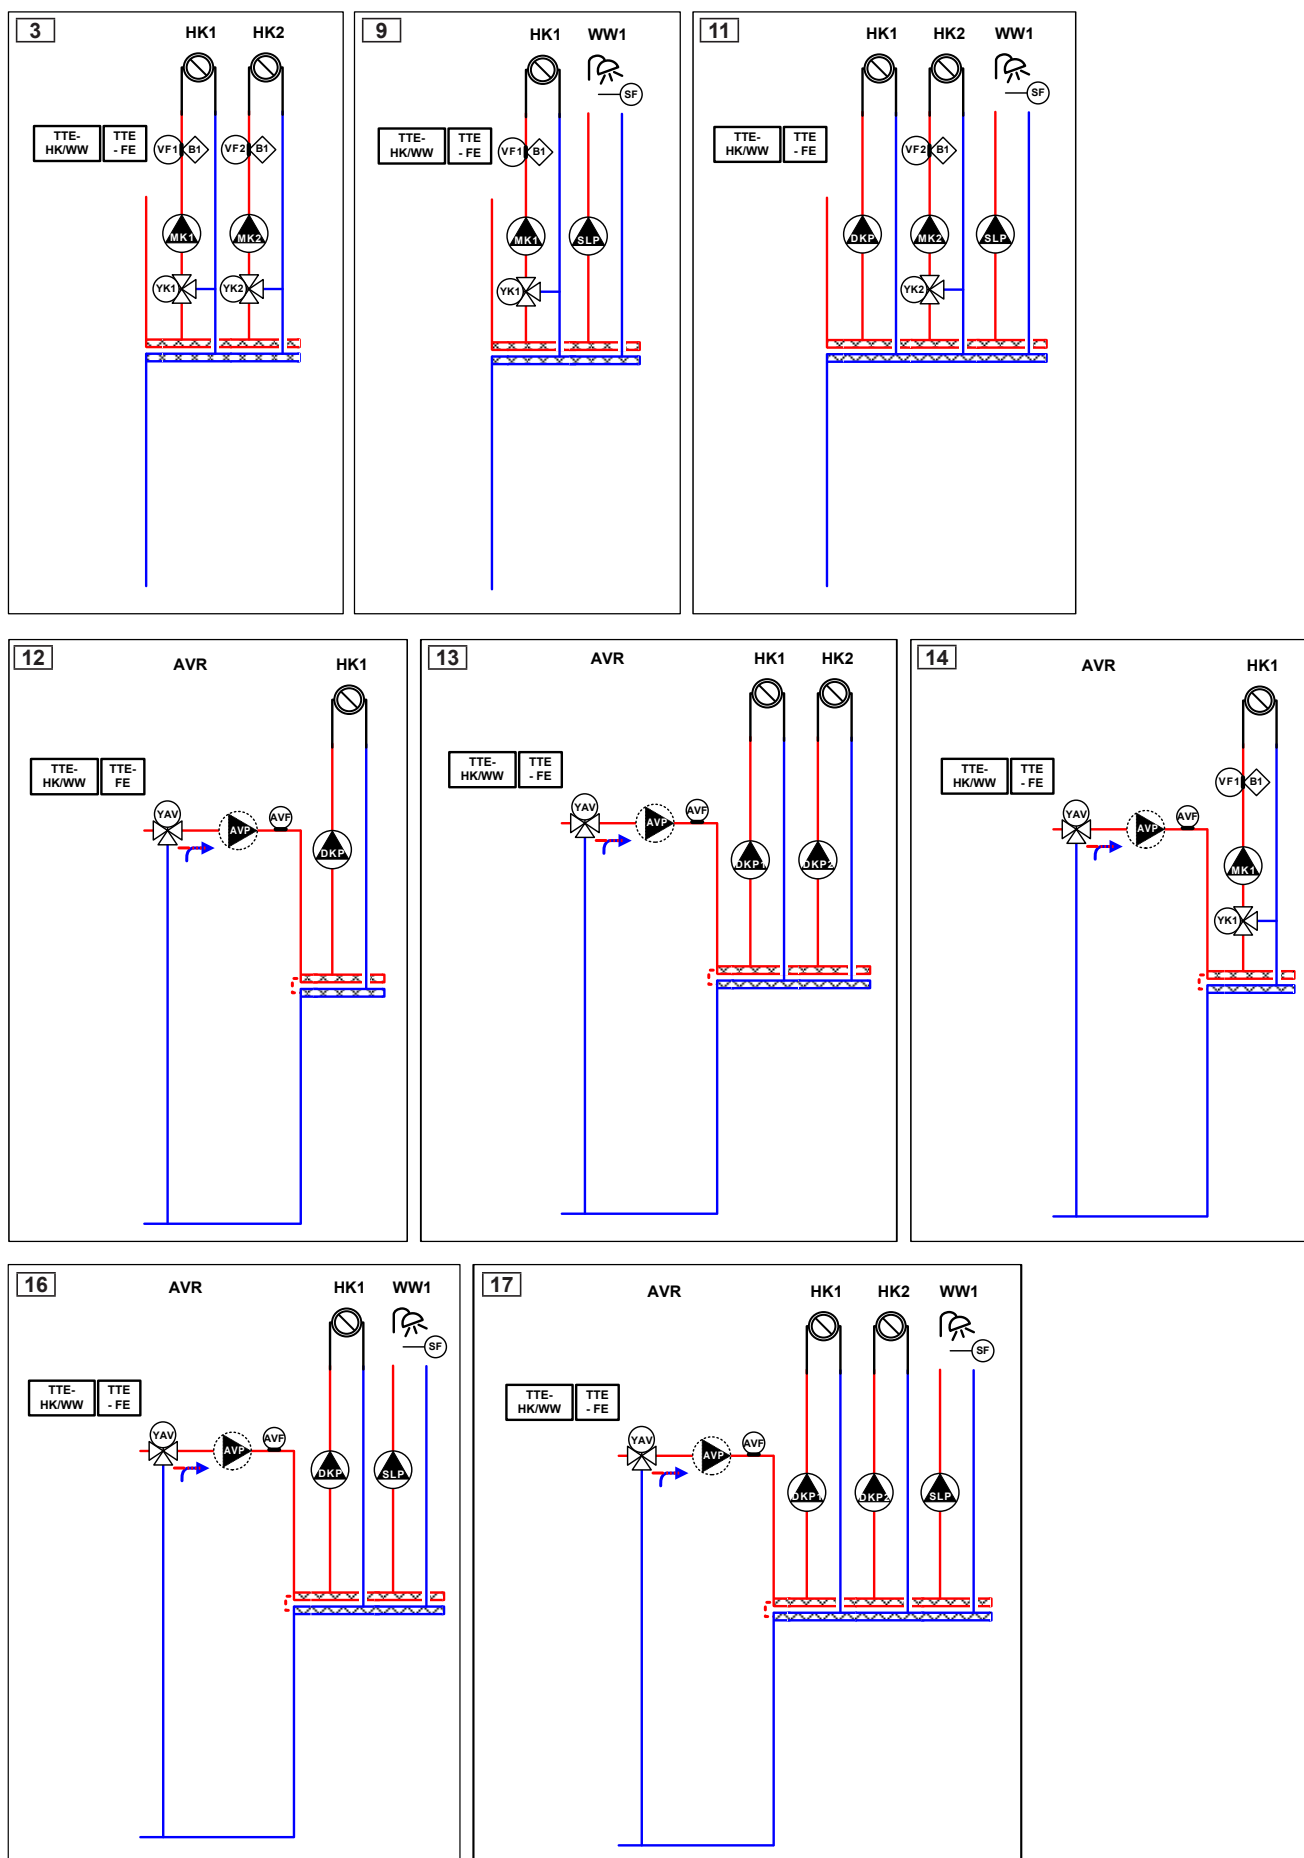 3
HK1 HK2
TTE-
HK/WW
TTE
- FE
VF1 B1 VF2 B1
MK1 MK2
YK1 YK2
9
HK1 WW1
SF
TTE-
HK/WW
TTE
- FE
VF1 B1
MK1 SLP
YK1
11
HK1 HK2 WW1
SF
TTE-
HK/WW
TTE
- FE
VF2 B1
DKP MK2 SLP
YK2
12
AVR HK1
TTE-
HK/WW
TTE-
FE
YAV AVP AVF
DKP
13
AVR HK1 HK2
TTE-
HK/WW
TTE
- FE
YAV AVP AVF
DKP1 DKP2
14
AVR HK1
TTE-
HK/WW
TTE
- FE
VF1 B1
YAV AVP AVF
MK1
YK1
16
AVR HK1 WW1
SF
TTE-
HK/WW
TTE
- FE
YAV AVP AVF
DKP SLP
17
AVR HK1 HK2 WW1
SF
TTE-
HK/WW
TTE
- FE
YAV AVP AVF
DKP1 DKP2 SLP